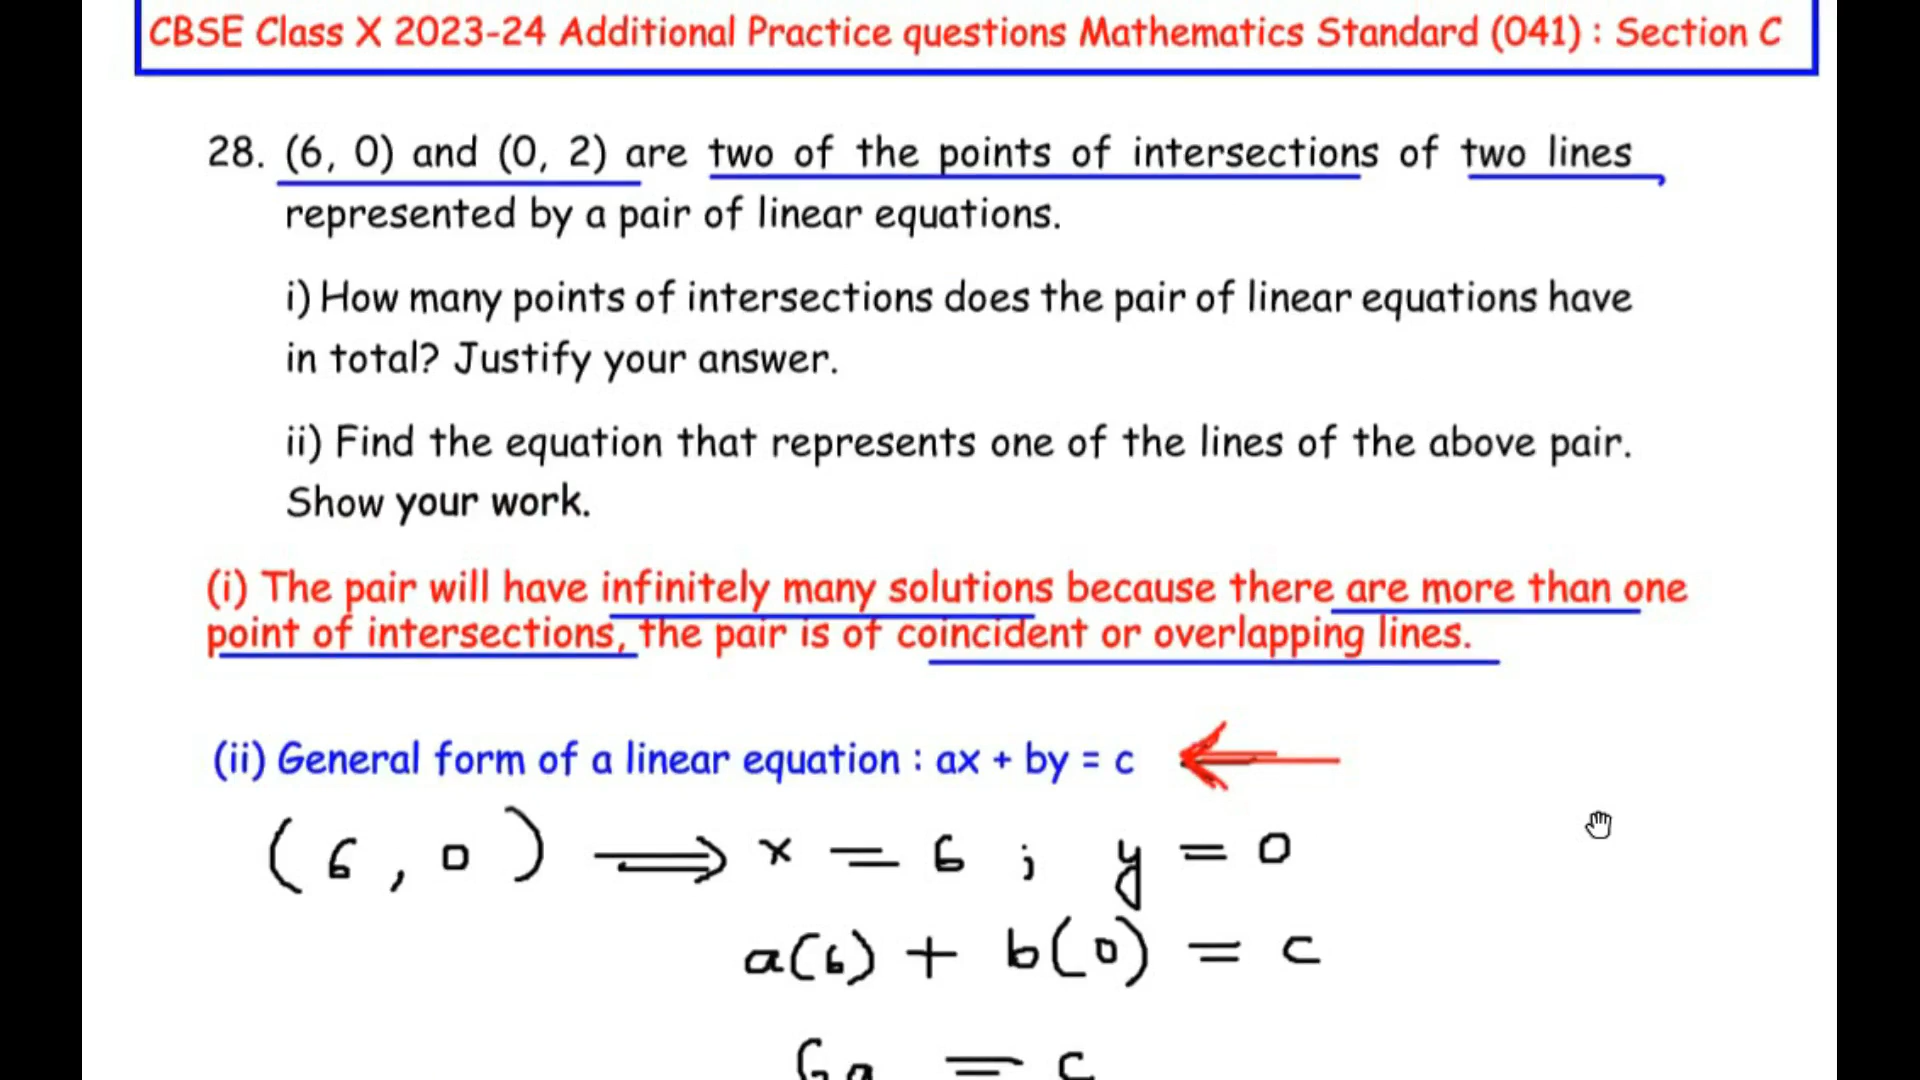 CBSE Class X 2023-24 Additional Practice questions Mathematics Standard (041) : Section C
28. (6, 0) and (0, 2) are two of the points of intersections of two lines
represented by a pair of linear equations.
i) How many points of intersections does the pair of linear equations have
in total? Justify your answer.
ii) Find the equation that represents one of the lines of the above pair.
Show your work.
(i) The pair will have infinitely many solutions because there are more than one
point of intersections, the pair is of coincident or overlapping lines.
(ii) General form of a linear equation : ax + by = c
(6, 0) ⟹ x = 6 ; y = 0
a(6) + b(0) = c
6a = c